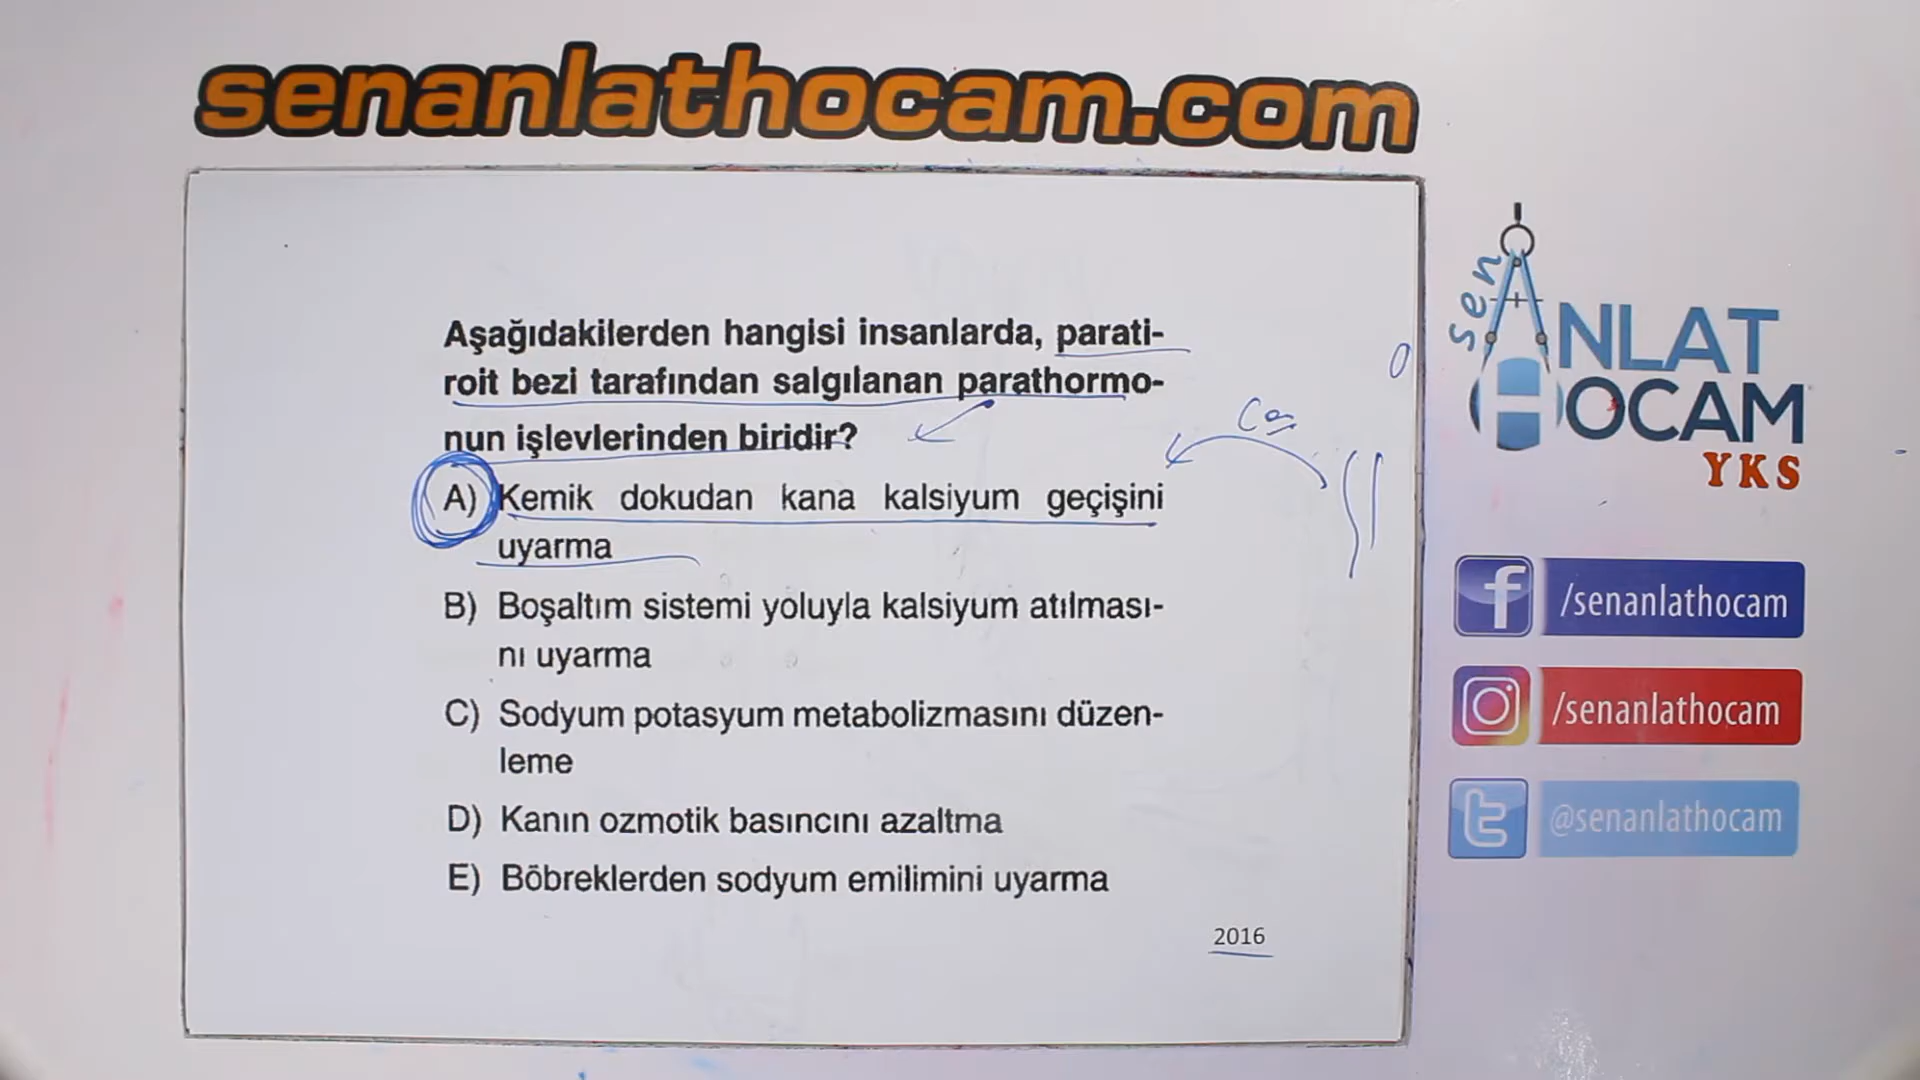 senanlathocam.com
Aşağıdakilerden hangisi insanlarda, parati-
roit bezi tarafından salgılanan parathormo-
nun işlevlerinden biridir?
A) Kemik dokudan kana kalsiyum geçişini
uyarma
B) Boşaltım sistemi yoluyla kalsiyum atılması-
nı uyarma
C) Sodyum potasyum metabolizmasını düzen-
leme
D) Kanın ozmotik basıncını azaltma
E) Böbreklerden sodyum emilimini uyarma
2016
Ca
sen
ANLAT
HOCAM
YKS
/senanlathocam
/senanlathocam
@senanlathocam